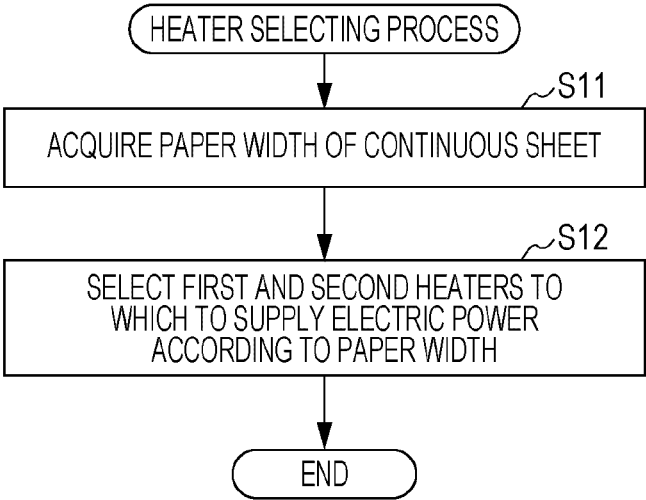 HEATER SELECTING PROCESS
S11
ACQUIRE PAPER WIDTH OF CONTINUOUS SHEET
S12
SELECT FIRST AND SECOND HEATERS TO
WHICH TO SUPPLY ELECTRIC POWER
ACCORDING TO PAPER WIDTH
END